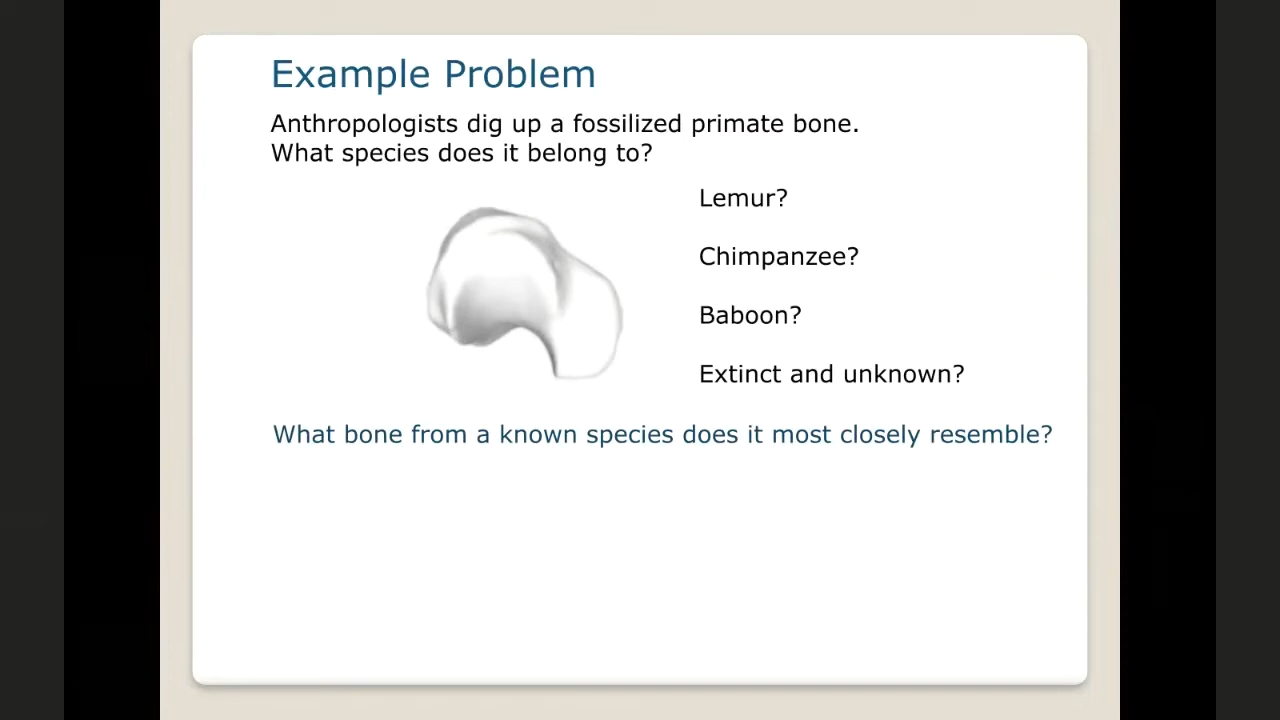 Example Problem
Anthropologists dig up a fossilized primate bone.
What species does it belong to?
Lemur?
Chimpanzee?
Baboon?
Extinct and unknown?
What bone from a known species does it most closely resemble?